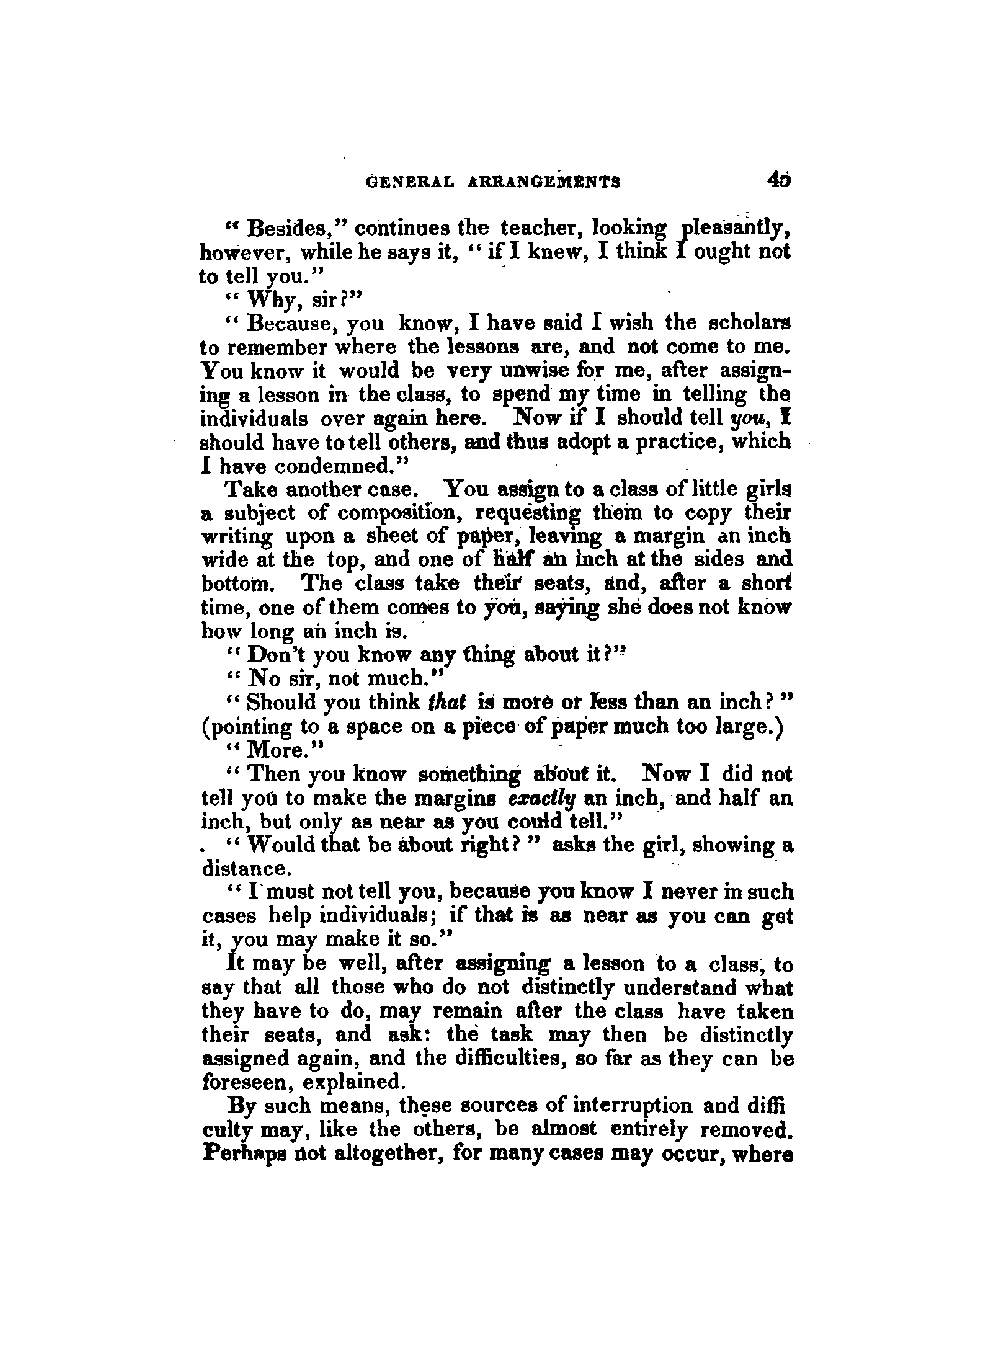 GENERAL ARRANGEMENTS 45
“ Besides,” continues the teacher, looking pleasantly,
however, while he says it, “ if I knew, I think I ought not
to tell you.”
“ Why, sir?”
“ Because, you know, I have said I wish the scholars
to remember where the lessons are, and not come to me.
You know it would be very unwise for me, after assign-
ing a lesson in the class, to spend my time in telling the
individuals over again here. Now if I should tell you, I
should have to tell others, and thus adopt a practice, which
I have condemned.”
Take another case. You assign to a class of little girls
a subject of composition, requesting them to copy their
writing upon a sheet of paper, leaving a margin an inch
wide at the top, and one of half an inch at the sides and
bottom. The class take their seats, and, after a short
time, one of them comes to you, saying she does not know
how long an inch is.
“ Don’t you know any thing about it?”
“ No sir, not much.”
“ Should you think that is more or less than an inch? ”
(pointing to a space on a piece of paper much too large.)
“ More.”
“ Then you know something about it. Now I did not
tell you to make the margins exactly an inch, and half an
inch, but only as near as you could tell.”
“ Would that be about right? ” asks the girl, showing a
distance.
“ I must not tell you, because you know I never in such
cases help individuals; if that is as near as you can get
it, you may make it so.”
It may be well, after assigning a lesson to a class, to
say that all those who do not distinctly understand what
they have to do, may remain after the class have taken
their seats, and ask: the task may then be distinctly
assigned again, and the difficulties, so far as they can be
foreseen, explained.
By such means, these sources of interruption and diffi
culty may, like the others, be almost entirely removed.
Perhaps not altogether, for many cases may occur, where